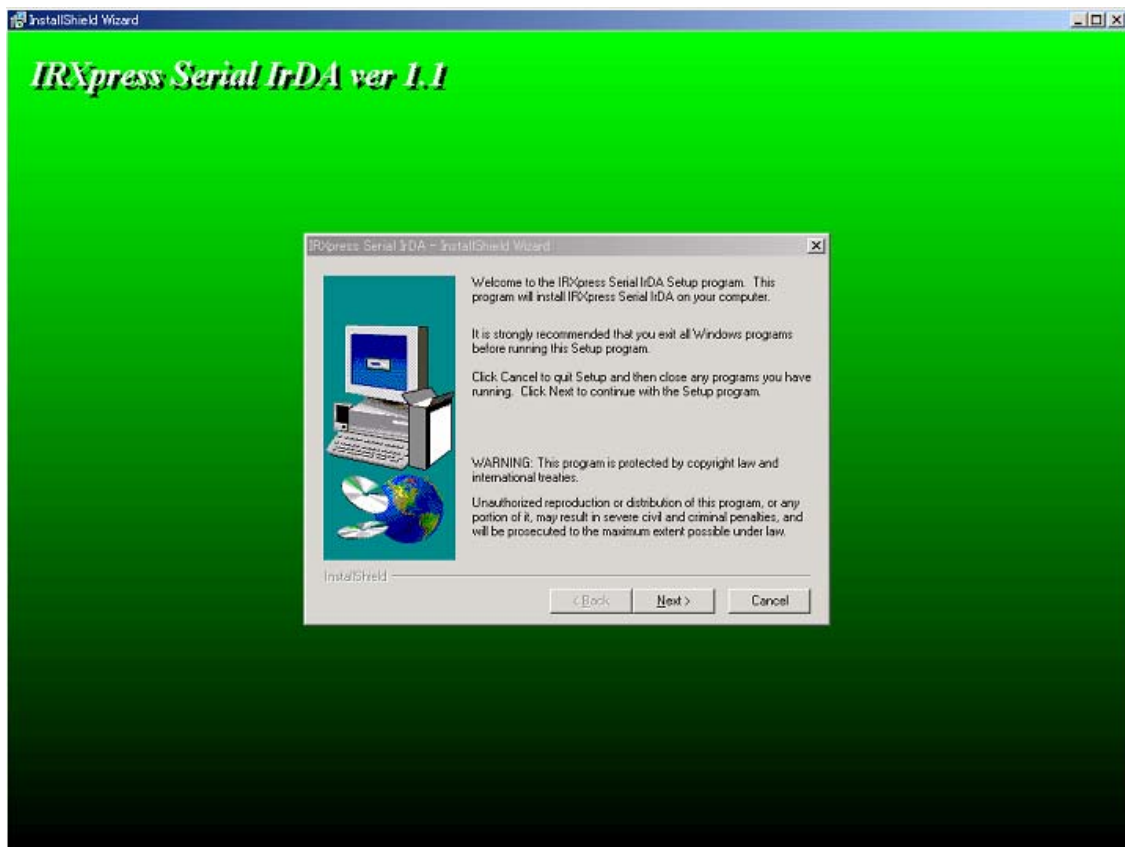 InstallShield Wizard
IRXpress Serial IrDA ver 1.1
IRXpress Serial IrDA - InstallShield Wizard
Welcome to the IRXpress Serial IrDA Setup program.  This
program will install IRXpress Serial IrDA on your computer.
It is strongly recommended that you exit all Windows programs
before running this Setup program.
Click Cancel to quit Setup and then close any programs you have
running.  Click Next to continue with the Setup program.
WARNING: This program is protected by copyright law and
international treaties.
Unauthorized reproduction or distribution of this program, or any
portion of it, may result in severe civil and criminal penalties, and
will be prosecuted to the maximum extent possible under law.
InstallShield
< Back
Next >
Cancel